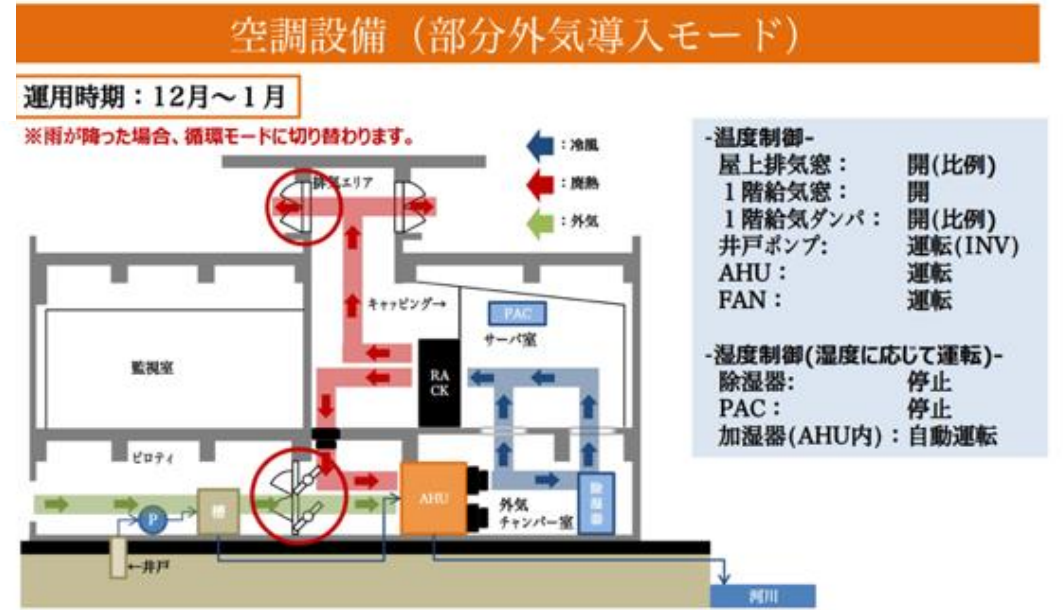 空調設備（部分外気導入モード）
運用時期：12月～１月
※雨が降った場合、循環モードに切り替わります。
：冷風
：廃熱
：外気
排気エリア
キャッピング→
PAC
サーバ室
監視室
RA
CK
ピロティ
P
槽
AHU
外気
チャンバー室
除湿器
←井戸
河川
-温度制御-
屋上排気窓： 開(比例)
１階給気窓： 開
１階給気ダンパ： 開(比例)
井戸ポンプ: 運転(INV)
AHU： 運転
FAN： 運転
-湿度制御(湿度に応じて運転)-
除湿器: 停止
PAC： 停止
加湿器(AHU内)：自動運転